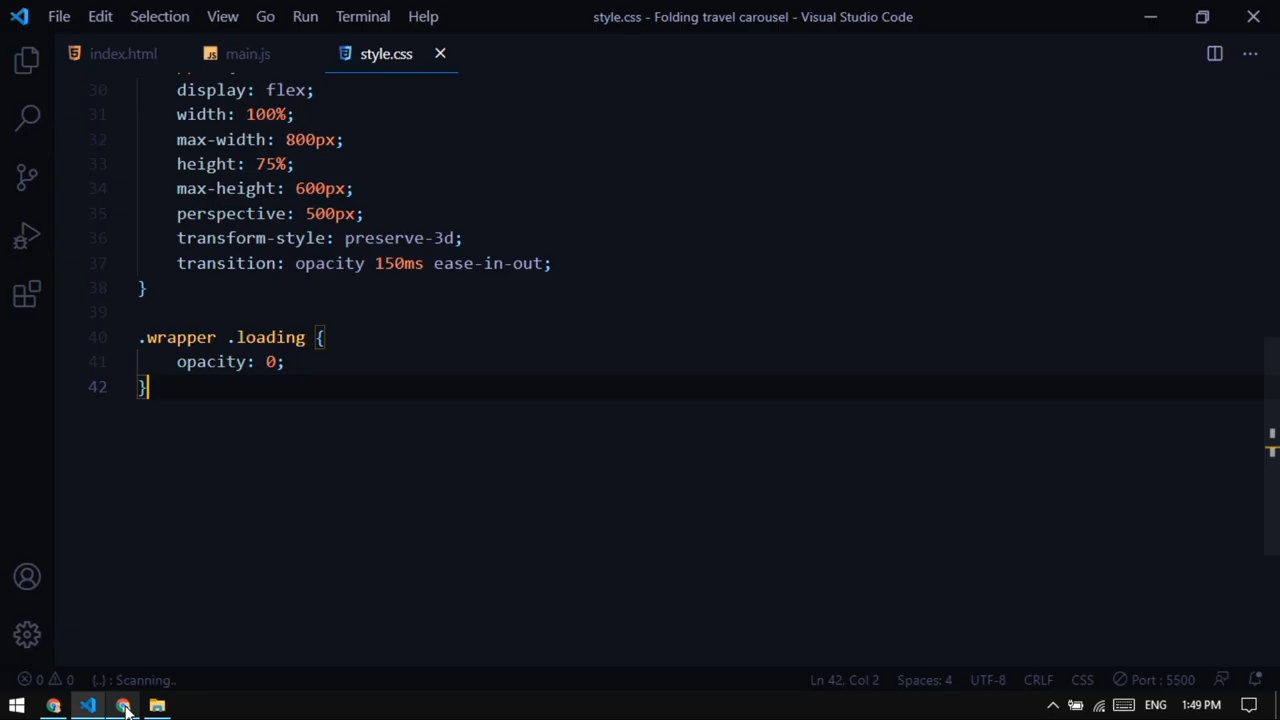 File Edit Selection View Go Run Terminal Help style.css - Folding travel carousel - Visual Studio Code
index.html JS main.js style.css
30 display: flex;
31 width: 100%;
32 max-width: 800px;
33 height: 75%;
34 max-height: 600px;
35 perspective: 500px;
36 transform-style: preserve-3d;
37 transition: opacity 150ms ease-in-out;
38 }
39
40 .wrapper .loading {
41 opacity: 0;
42 }
0 0 {..} : Scanning.. Ln 42, Col 2 Spaces: 4 UTF-8 CRLF CSS Port : 5500
ENG 1:49 PM